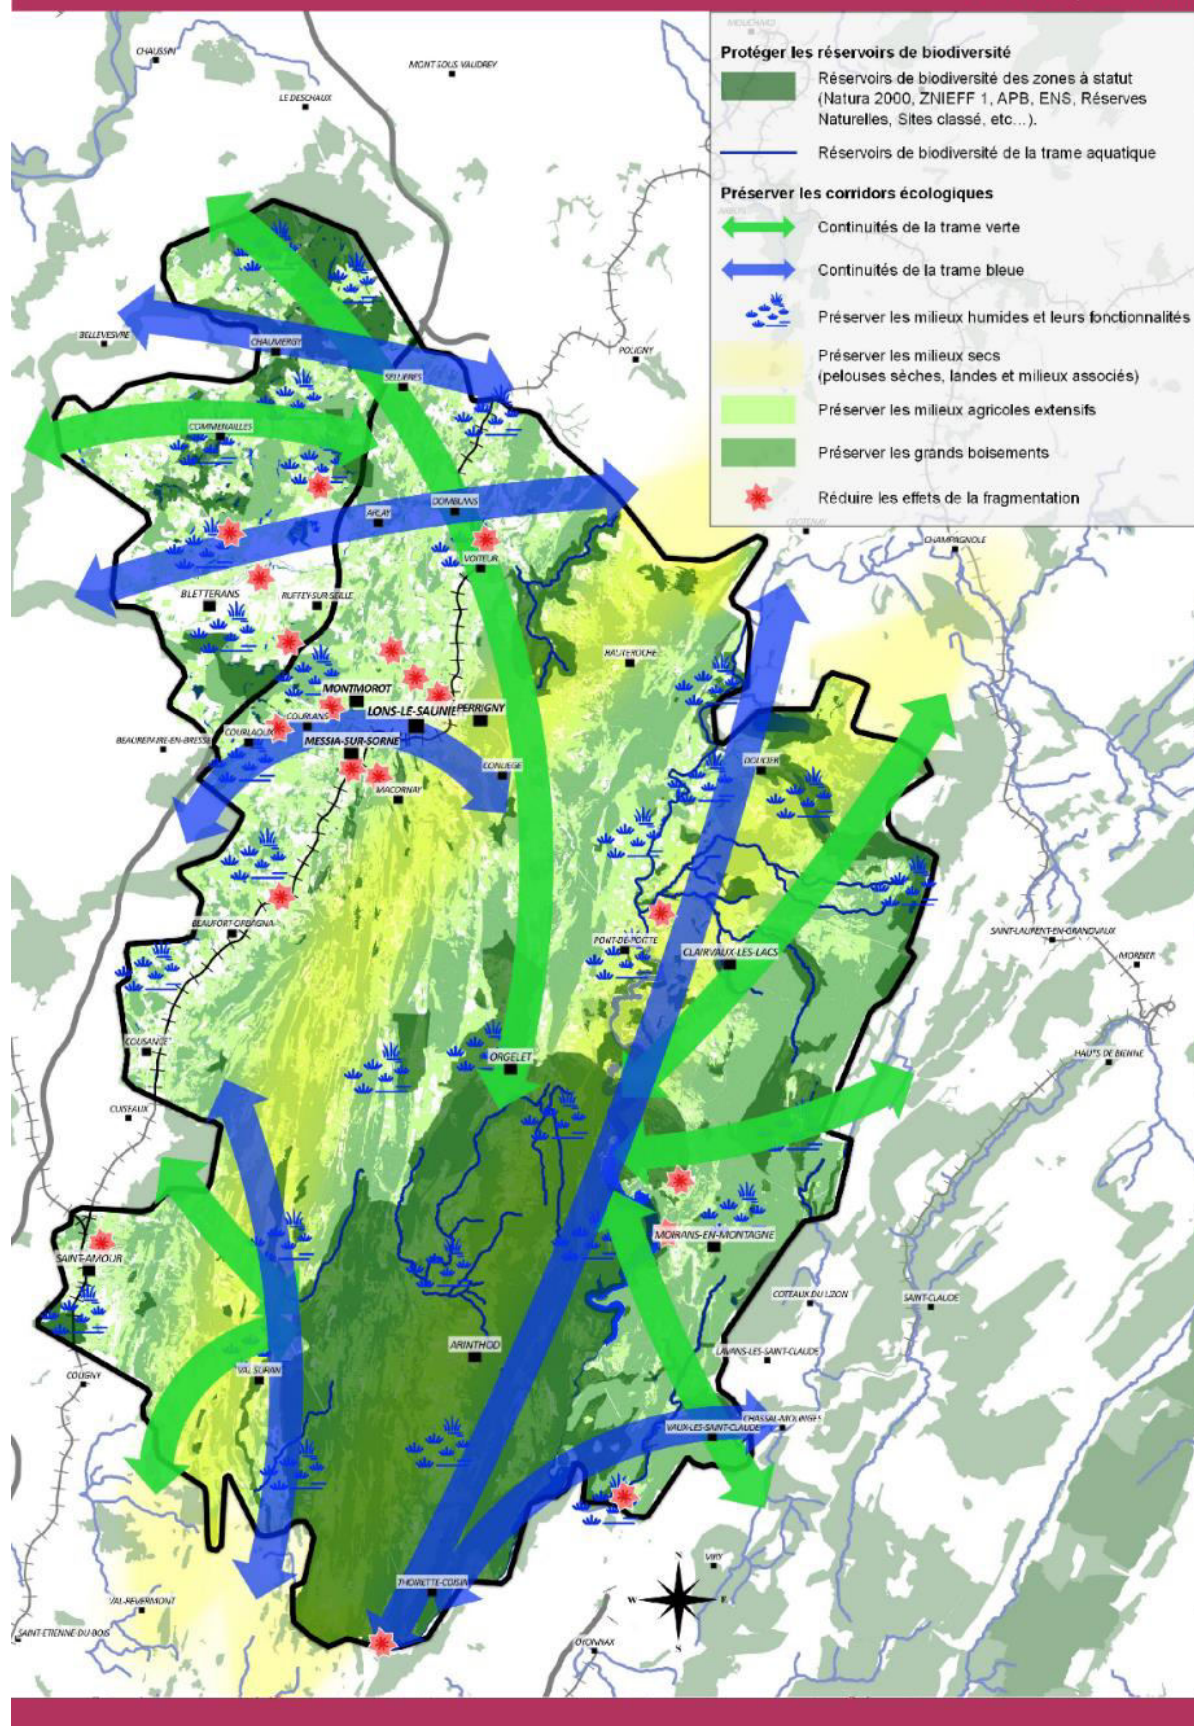 Protéger les réservoirs de biodiversité
Réservoirs de biodiversité des zones à statut
(Natura 2000, ZNIEFF 1, APB, ENS, Réserves
Naturelles, Sites classé, etc...).
Réservoirs de biodiversité de la trame aquatique
Préserver les corridors écologiques
Continuités de la trame verte
Continuités de la trame bleue
Préserver les milieux humides et leurs fonctionnalités
Préserver les milieux secs
(pelouses sèches, landes et milieux associés)
Préserver les milieux agricoles extensifs
Préserver les grands boisements
Réduire les effets de la fragmentation
CHAUSSIN
MONT SOUS VAUDREY
LE DESCHAUX
BELLEVESVRE
CHAUMERGY
POLIGNY
SELLIERES
COMMENAILLES
DOMBLANS
ARLAY
CHAMPAGNOLE
VOITEUR
BLETTERANS
RUFFEY-SUR-SEILLE
HAUTEROCHE
MONTMOROT
LONS-LE-SAUNIE
PERRIGNY
COURLANS
COURLAOUX
BEAUREPAIRE-EN-BRESSE
MESSIA-SUR-SORNE
CONLIEGE
DOUCIER
MACORNAY
BEAUFORT-ORBAGNA
PONT-DE-POITTE
CLAIRVAUX-LES-LACS
SAINT-LAURENT-EN-GRANDVAUX
MORBIER
COUSANCE
ORGELET
HAUTS DE BIENNE
CUISEAUX
SAINT-AMOUR
MOIRANS-EN-MONTAGNE
COTEAUX DU LIZON
SAINT-CLAUDE
ARINTHOD
LAVANS-LES-SAINT-CLAUDE
COLIGNY
VAL SURAN
CHASSAL-MOLINGES
VAUX-LES-SAINT-CLAUDE
N
VIRY
THOIRETTE-COISIA
W
E
VAL-REVERMONT
SAINT-ETIENNE-DU-BOIS
OYONNAX
S